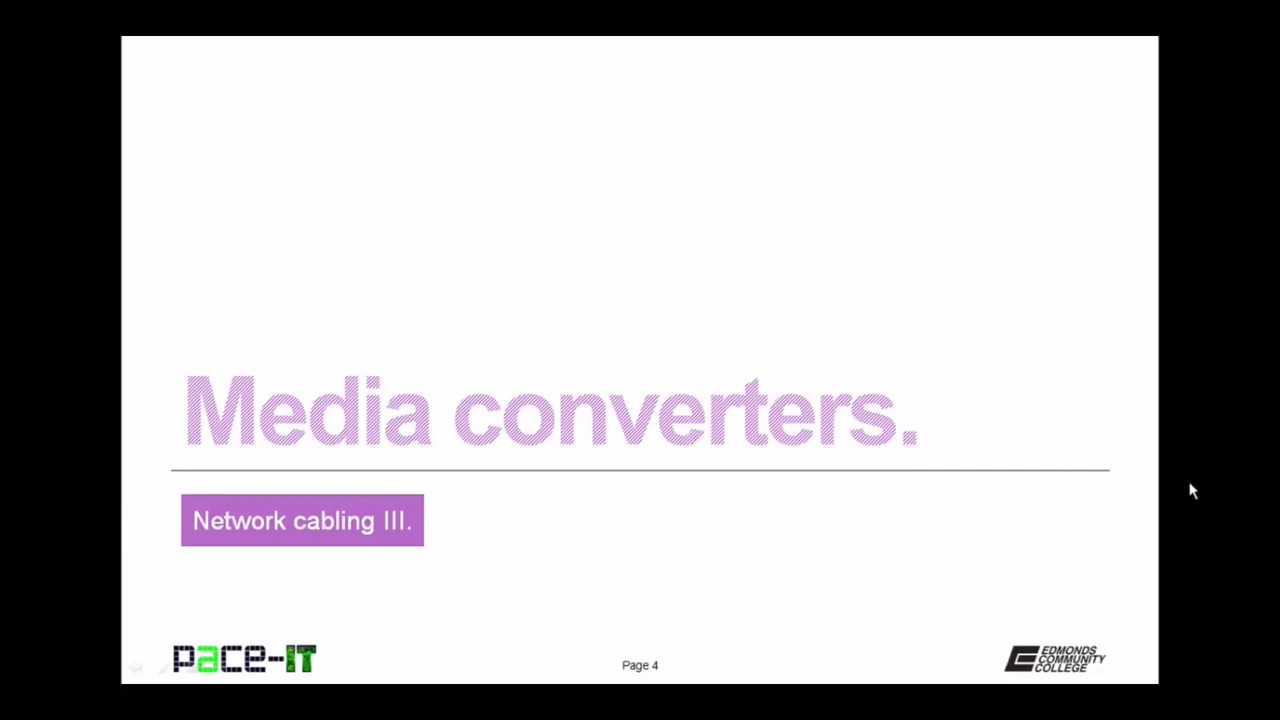 Media converters.
Network cabling III.
pace-IT
Page 4
EDMONDS
COMMUNITY
COLLEGE